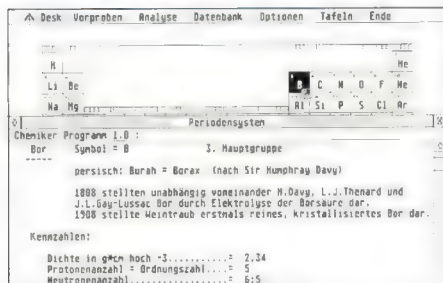 Desk Vorproben Analyse Datenbank Optionen Tafeln Ende
H He
Li Be B C N O F Ne
Na Mg Al Si P S Cl Ar
Periodensystem
Chemiker Programm 1.0 :
Bor Symbol = B 3. Hauptgruppe
-----
persisch: Burah = Borax (nach Sir Humphray Davy)
1808 stellten unabhängig voneinander H.Davy, L.J.Thenard und
J.L.Gay-Lussac Bor durch Elektrolyse der Borsäure dar.
1908 stellte Weintraub erstmals reines, kristallisiertes Bor dar.
Kennzahlen:
Dichte in g*cm hoch -3...........= 2.34
Protonenanzahl = Ordnungszahl....= 5
Neutronenanzahl..................= 6;5